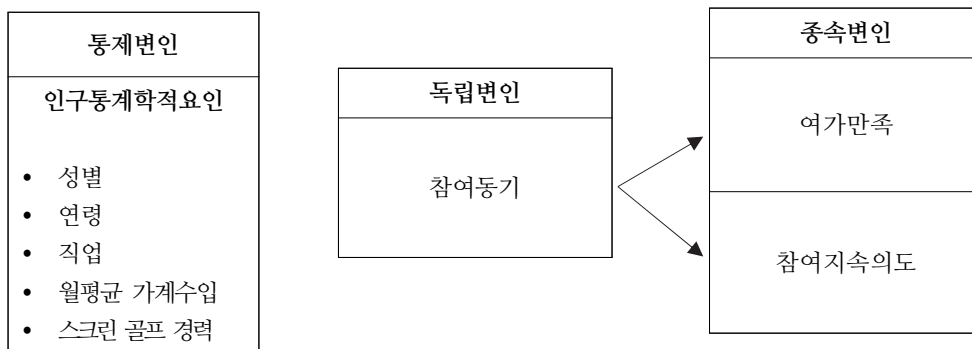 통제변인
인구통계학적요인
• 성별
• 연령
• 직업
• 월평균 가계수입
• 스크린 골프 경력
독립변인
참여동기
종속변인
여가만족
참여지속의도